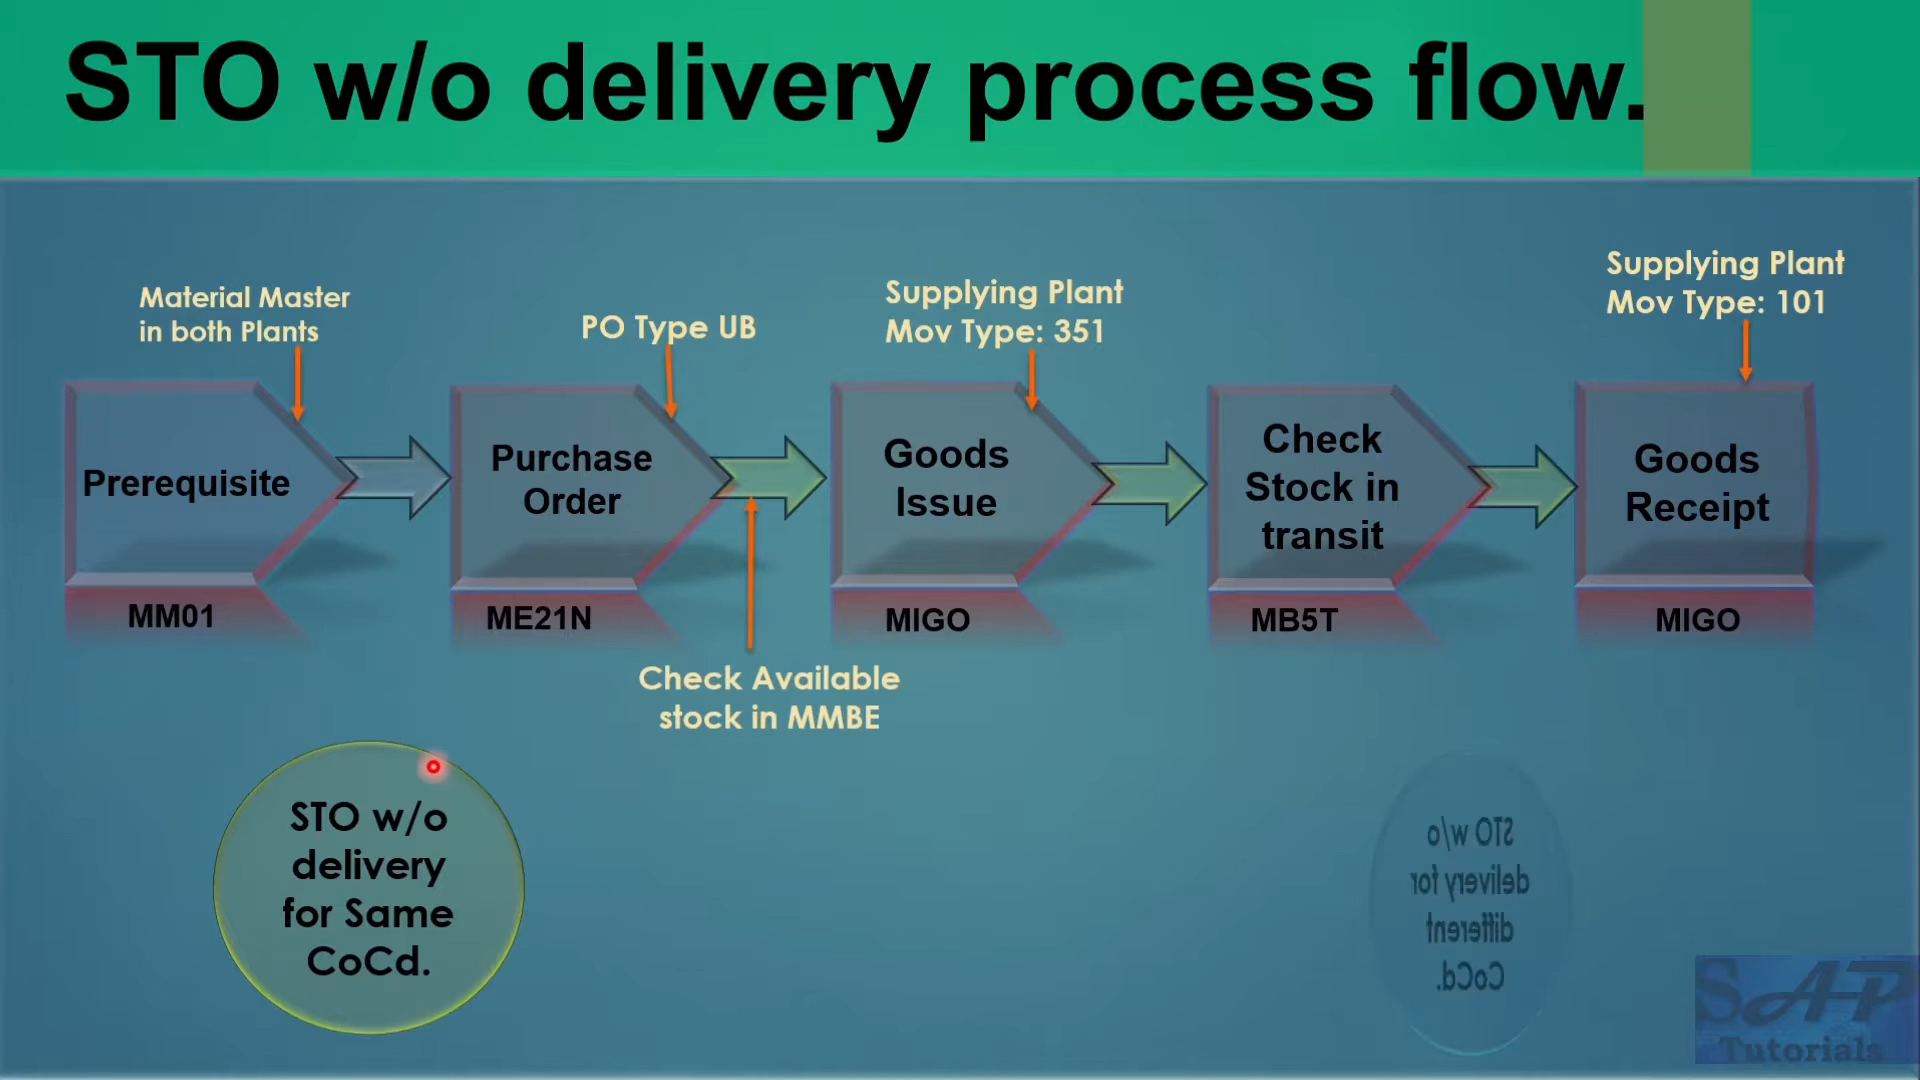 STO w/o delivery process flow.
Material Master
in both Plants
PO Type UB
Supplying Plant
Mov Type: 351
Supplying Plant
Mov Type: 101
Prerequisite
Purchase
Order
Goods
Issue
Check
Stock in
transit
Goods
Receipt
MM01
ME21N
MIGO
MB5T
MIGO
Check Available
stock in MMBE
STO w/o
delivery
for Same
CoCd.
STO w/o
delivery for
different
CoCd.
SAP
Tutorials